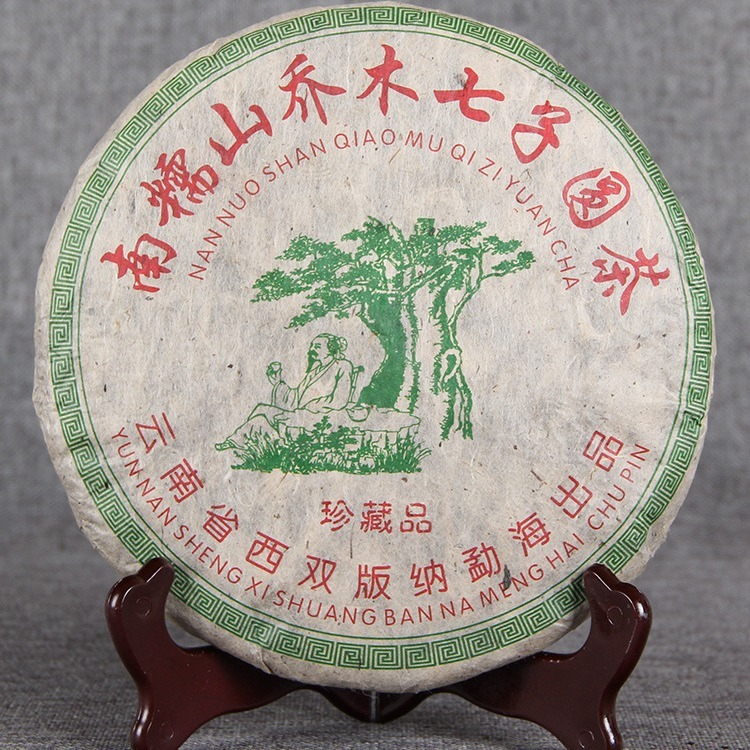 南糯山乔木七子圆茶
NAN NUO SHAN QIAO MU QI ZI YUAN CHA
珍藏品
云南省西双版纳勐海出品
YUN NAN SHENG XI SHUANG BAN NA MENG HAI CHU PIN